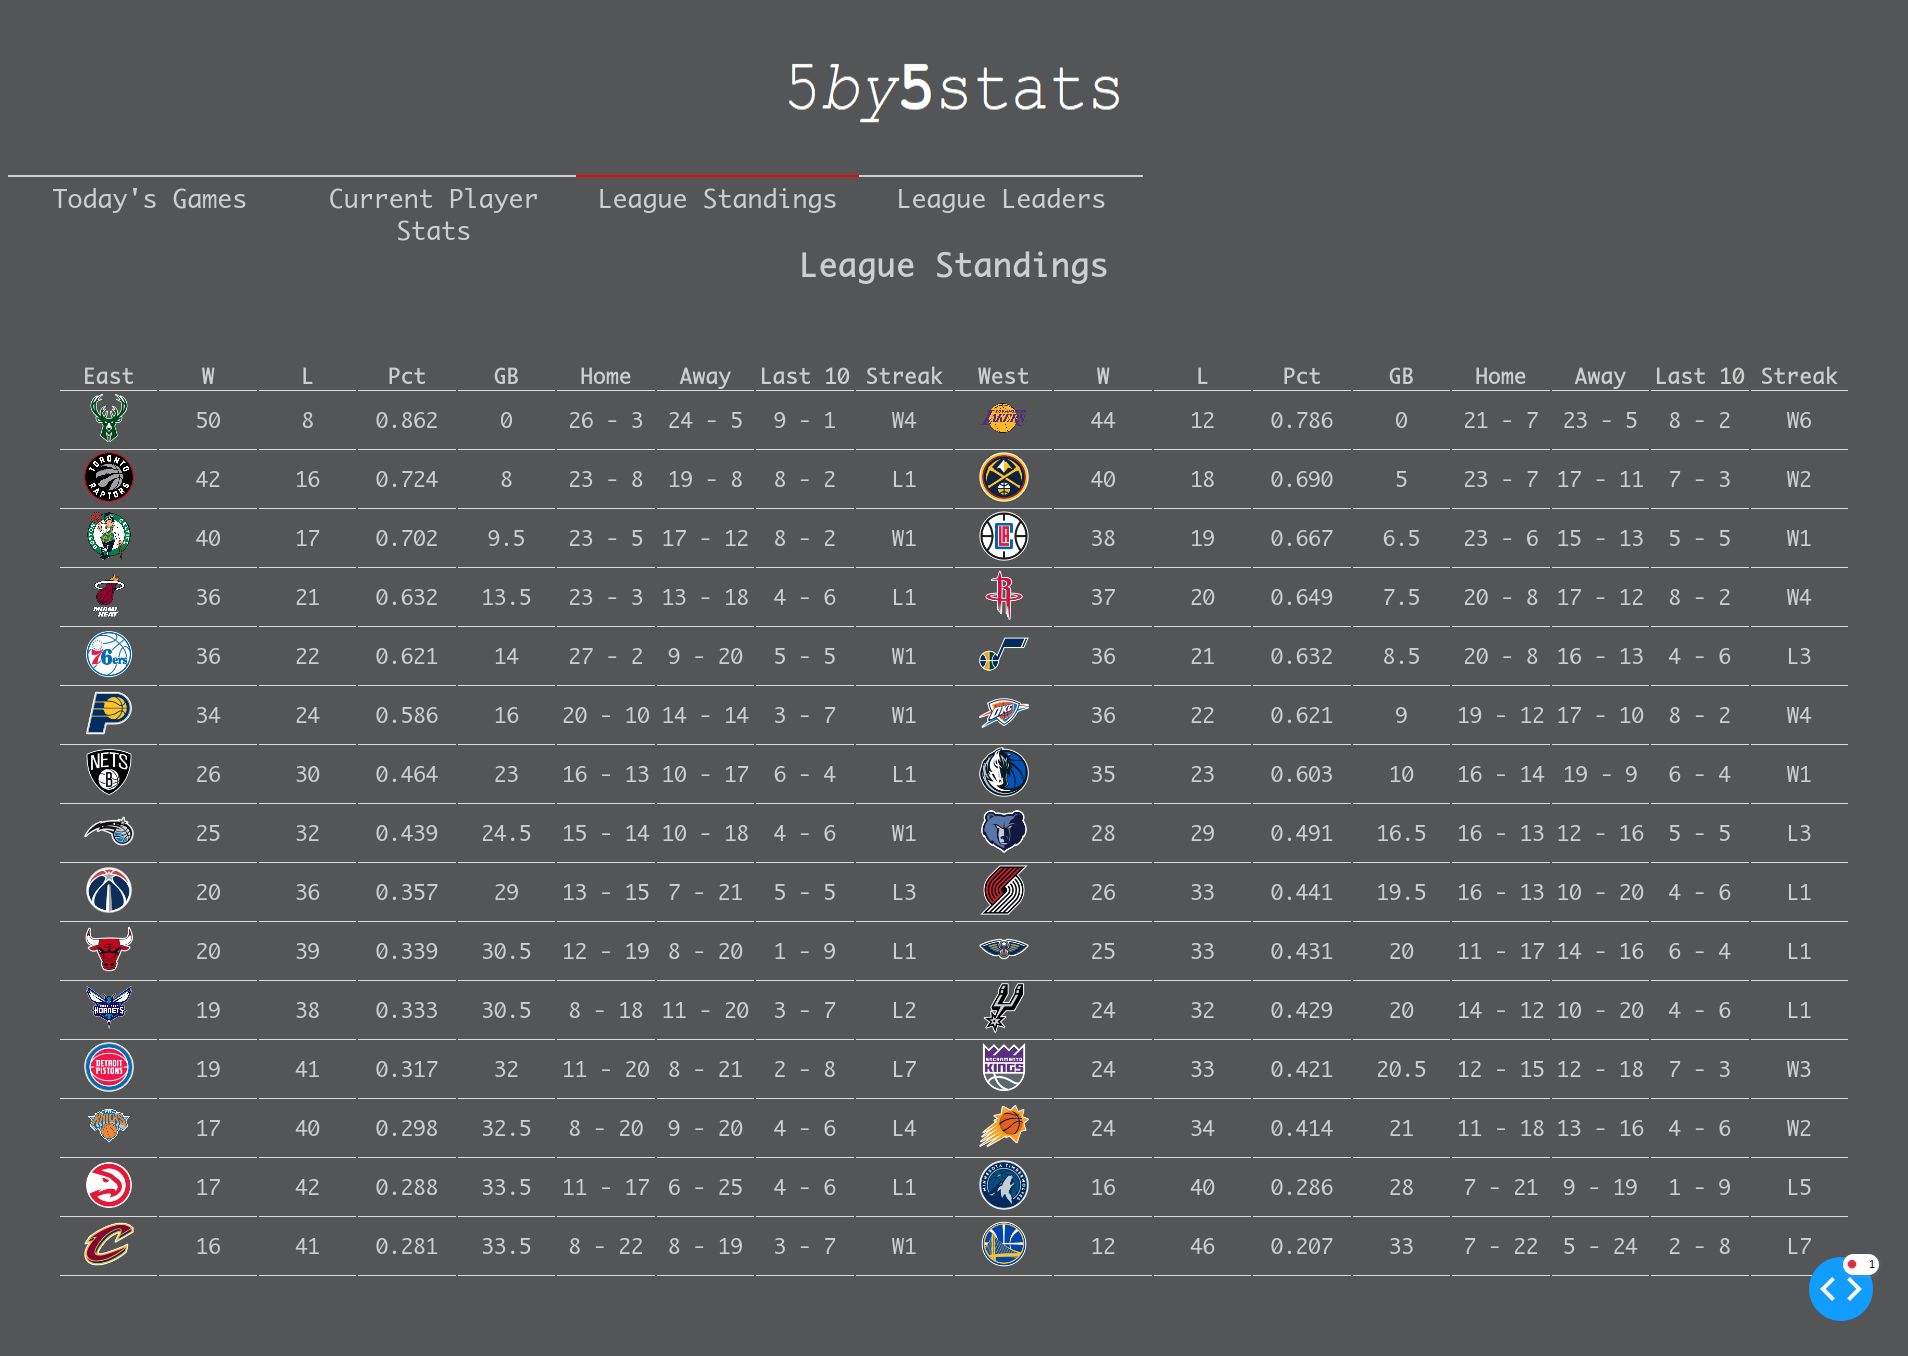 5by5stats
Today's Games Current Player League Standings League Leaders
Stats
League Standings
East W L Pct GB Home Away Last 10 Streak West W L Pct GB Home Away Last 10 Streak
50 8 0.862 0 26 - 3 24 - 5 9 - 1 W4 LAKERS 44 12 0.786 0 21 - 7 23 - 5 8 - 2 W6
TORONTO RAPTORS 42 16 0.724 8 23 - 8 19 - 8 8 - 2 L1 40 18 0.690 5 23 - 7 17 - 11 7 - 3 W2
40 17 0.702 9.5 23 - 5 17 - 12 8 - 2 W1 38 19 0.667 6.5 23 - 6 15 - 13 5 - 5 W1
MIAMI HEAT 36 21 0.632 13.5 23 - 3 13 - 18 4 - 6 L1 37 20 0.649 7.5 20 - 8 17 - 12 8 - 2 W4
76ers 36 22 0.621 14 27 - 2 9 - 20 5 - 5 W1 36 21 0.632 8.5 20 - 8 16 - 13 4 - 6 L3
34 24 0.586 16 20 - 10 14 - 14 3 - 7 W1 OKC 36 22 0.621 9 19 - 12 17 - 10 8 - 2 W4
NETS B 26 30 0.464 23 16 - 13 10 - 17 6 - 4 L1 35 23 0.603 10 16 - 14 19 - 9 6 - 4 W1
25 32 0.439 24.5 15 - 14 10 - 18 4 - 6 W1 28 29 0.491 16.5 16 - 13 12 - 16 5 - 5 L3
20 36 0.357 29 13 - 15 7 - 21 5 - 5 L3 26 33 0.441 19.5 16 - 13 10 - 20 4 - 6 L1
20 39 0.339 30.5 12 - 19 8 - 20 1 - 9 L1 25 33 0.431 20 11 - 17 14 - 16 6 - 4 L1
HORNETS 19 38 0.333 30.5 8 - 18 11 - 20 3 - 7 L2 24 32 0.429 20 14 - 12 10 - 20 4 - 6 L1
DETROIT PISTONS 19 41 0.317 32 11 - 20 8 - 21 2 - 8 L7 SACRAMENTO KINGS 24 33 0.421 20.5 12 - 15 12 - 18 7 - 3 W3
17 40 0.298 32.5 8 - 20 9 - 20 4 - 6 L4 24 34 0.414 21 11 - 18 13 - 16 4 - 6 W2
17 42 0.288 33.5 11 - 17 6 - 25 4 - 6 L1 MINNESOTA TIMBERWOLVES 16 40 0.286 28 7 - 21 9 - 19 1 - 9 L5
C 16 41 0.281 33.5 8 - 22 8 - 19 3 - 7 W1 12 46 0.207 33 7 - 22 5 - 24 2 - 8 L7
1